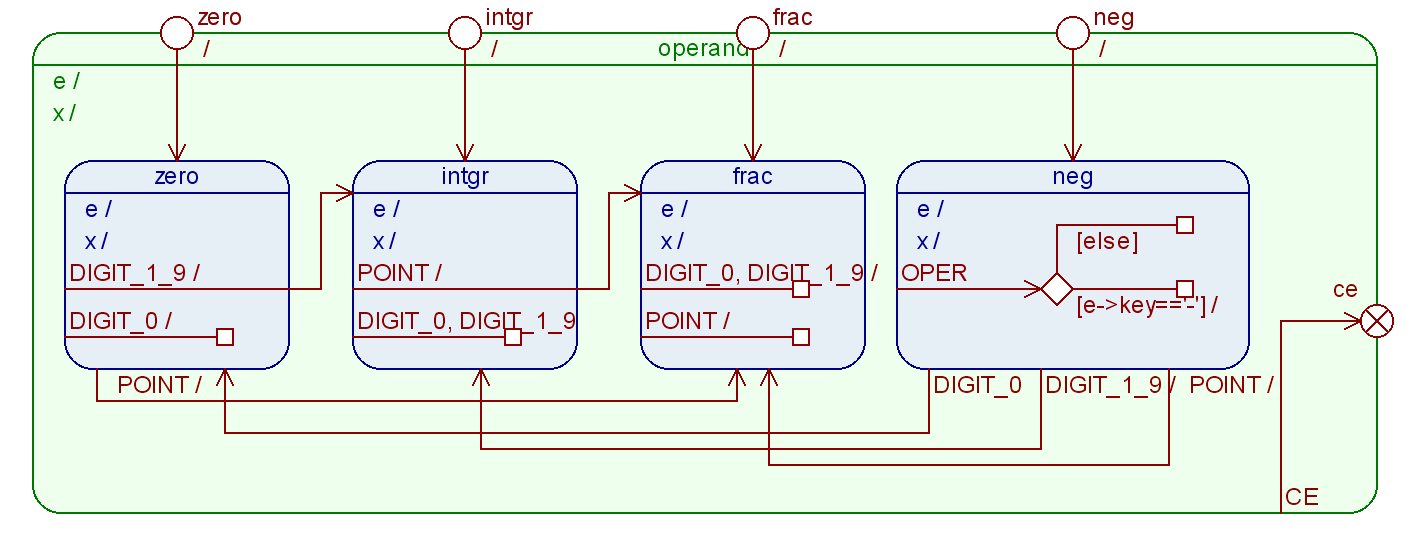 zero
/
intgr
/
frac
/
neg
/
operand
e /
x /
zero
e /
x /
DIGIT_1_9 /
DIGIT_0 /
intgr
e /
x /
POINT /
DIGIT_0, DIGIT_1_9
frac
e /
x /
DIGIT_0, DIGIT_1_9 /
POINT /
neg
e /
x /
[else]
OPER
[e->key=='-'] /
ce
POINT /
DIGIT_0
DIGIT_1_9 /
POINT /
CE